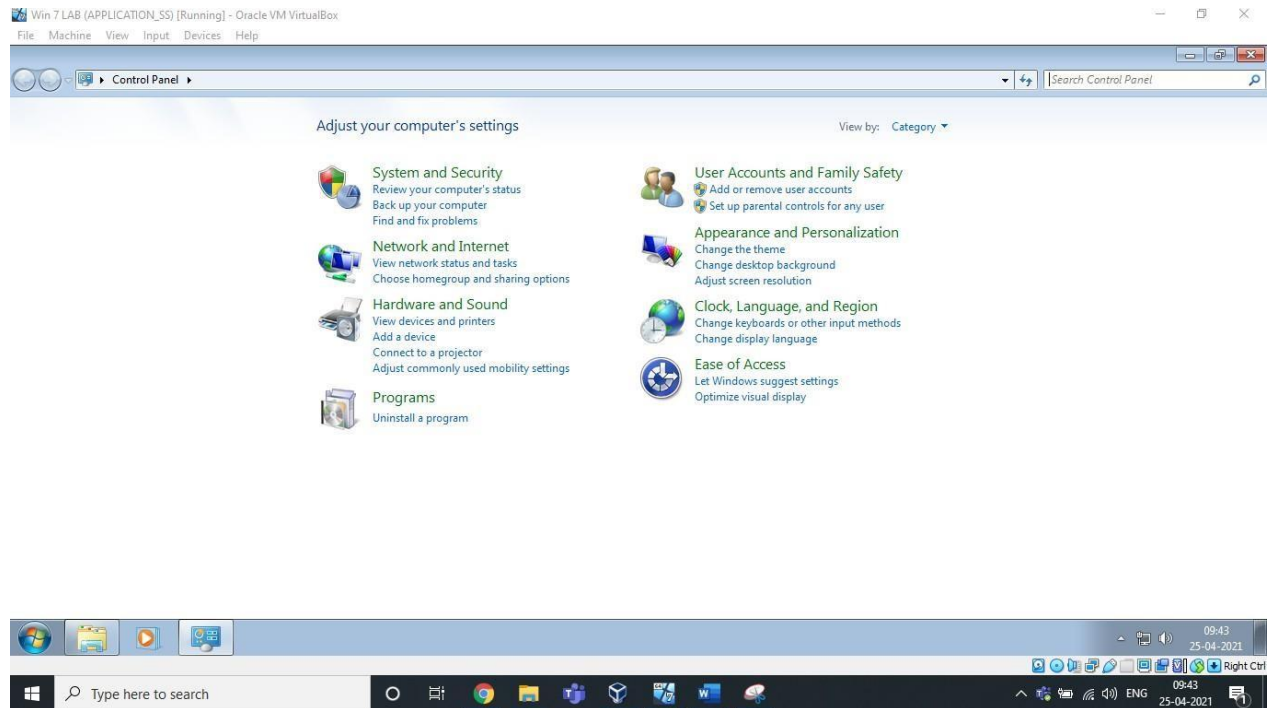 Win 7 LAB (APPLICATION_SS) [Running] - Oracle VM VirtualBox
File Machine View Input Devices Help
Control Panel
Search Control Panel
Adjust your computer's settings
View by: Category
System and Security
Review your computer's status
Back up your computer
Find and fix problems
Network and Internet
View network status and tasks
Choose homegroup and sharing options
Hardware and Sound
View devices and printers
Add a device
Connect to a projector
Adjust commonly used mobility settings
Programs
Uninstall a program
User Accounts and Family Safety
Add or remove user accounts
Set up parental controls for any user
Appearance and Personalization
Change the theme
Change desktop background
Adjust screen resolution
Clock, Language, and Region
Change keyboards or other input methods
Change display language
Ease of Access
Let Windows suggest settings
Optimize visual display
09:43
25-04-2021
Right Ctrl
Type here to search
ENG
09:43
25-04-2021